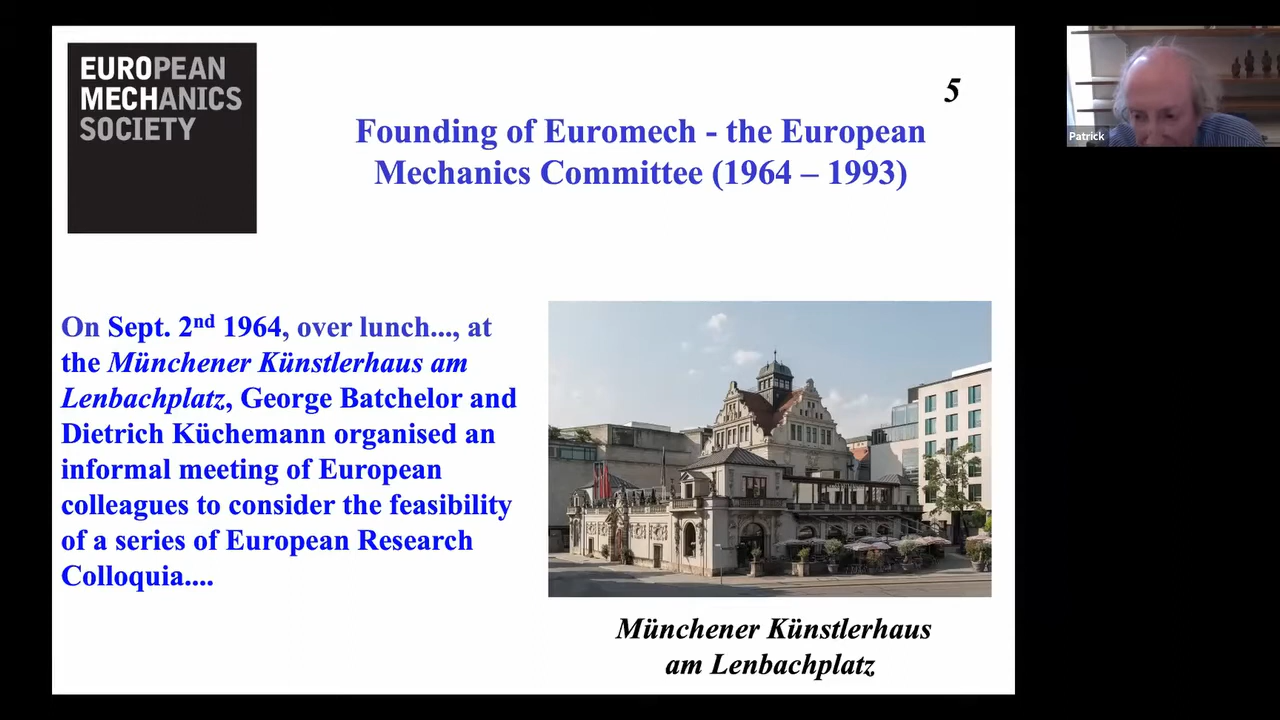 EUROPEAN
MECHANICS
SOCIETY
5
Founding of Euromech - the European
Mechanics Committee (1964 – 1993)
On Sept. 2nd 1964, over lunch..., at
the Münchener Künstlerhaus am
Lenbachplatz, George Batchelor and
Dietrich Küchemann organised an
informal meeting of European
colleagues to consider the feasibility
of a series of European Research
Colloquia....
Münchener Künstlerhaus
am Lenbachplatz
Patrick